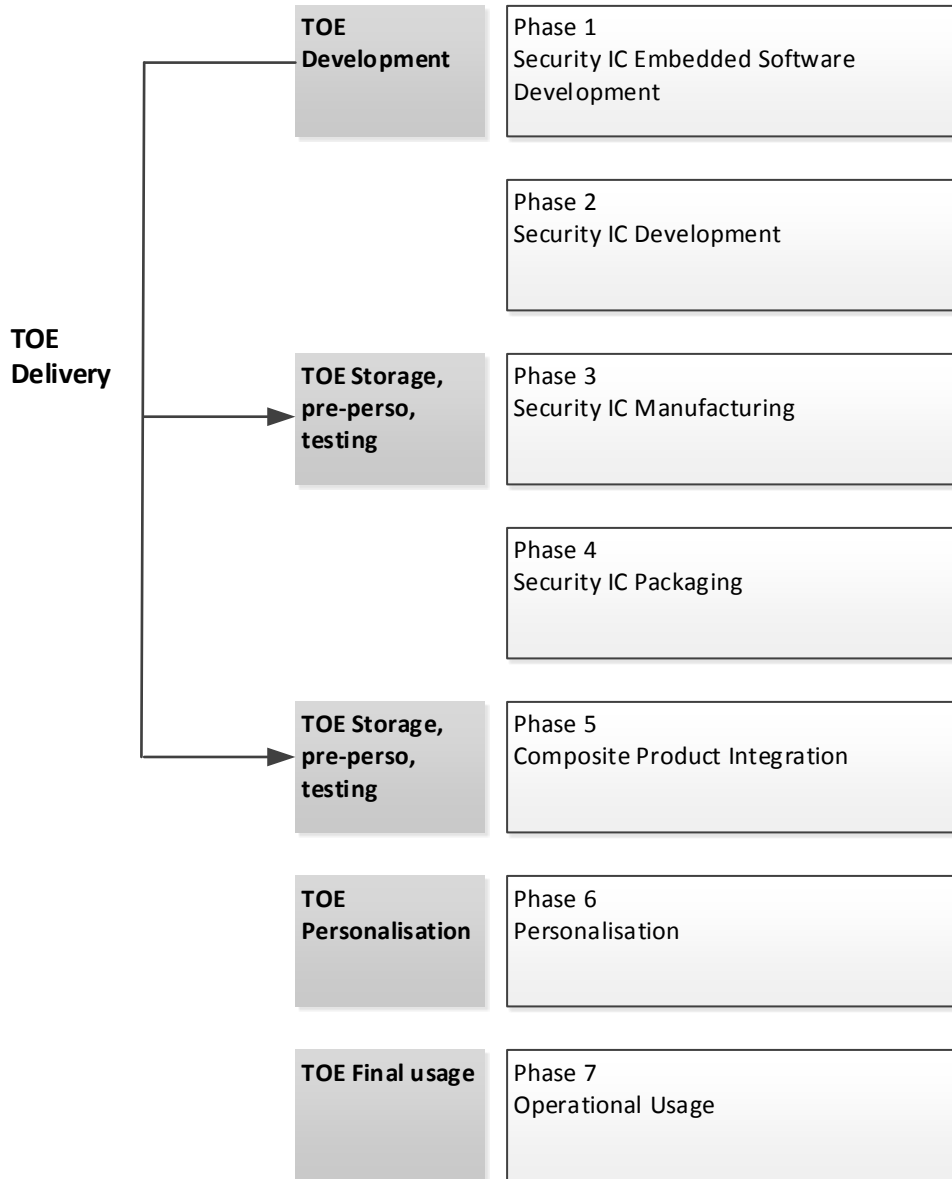 TOE
Development
Phase 1
Security IC Embedded Software
Development
Phase 2
Security IC Development
TOE
Delivery
TOE Storage,
pre-perso,
testing
Phase 3
Security IC Manufacturing
Phase 4
Security IC Packaging
TOE Storage,
pre-perso,
testing
Phase 5
Composite Product Integration
TOE
Personalisation
Phase 6
Personalisation
TOE Final usage
Phase 7
Operational Usage